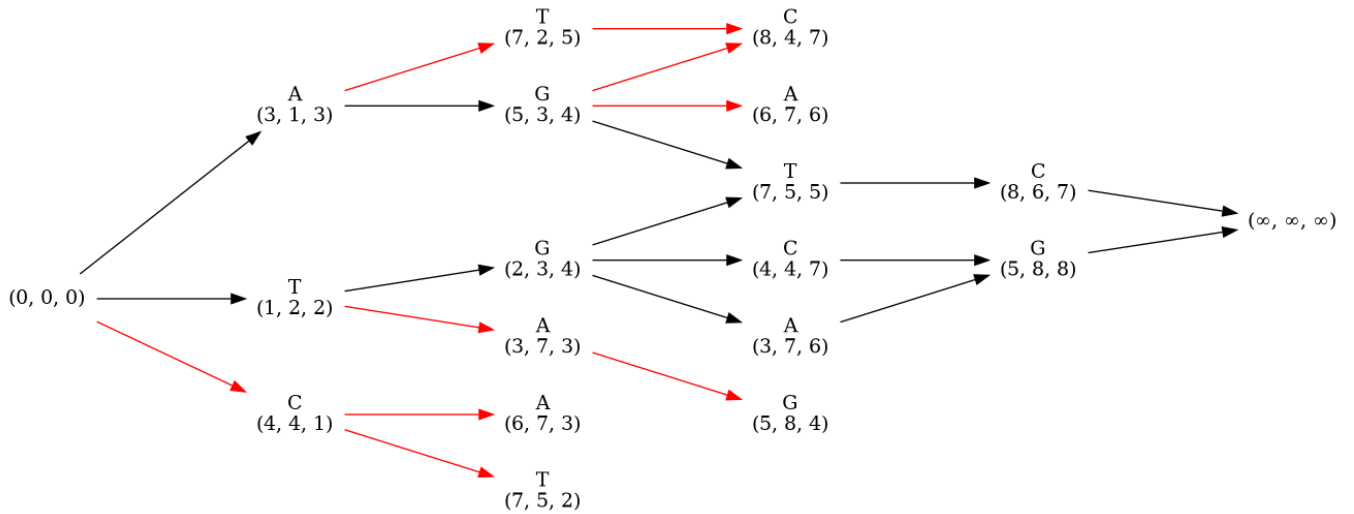 (0, 0, 0)
A
(3, 1, 3)
T
(1, 2, 2)
C
(4, 4, 1)
T
(7, 2, 5)
G
(5, 3, 4)
G
(2, 3, 4)
A
(3, 7, 3)
A
(6, 7, 3)
T
(7, 5, 2)
C
(8, 4, 7)
A
(6, 7, 6)
T
(7, 5, 5)
C
(4, 4, 7)
A
(3, 7, 6)
G
(5, 8, 4)
C
(8, 6, 7)
G
(5, 8, 8)
(∞, ∞, ∞)